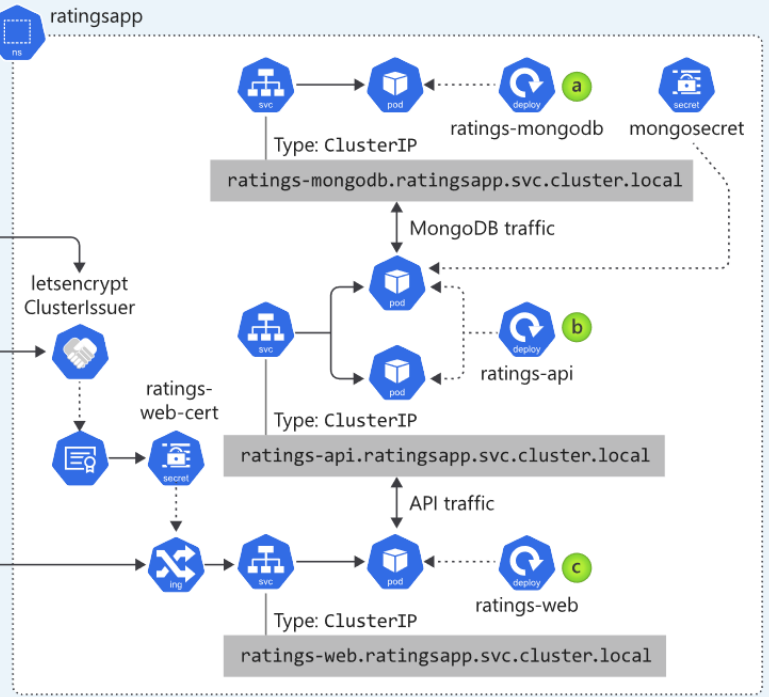 ratingsapp
ns
svc
pod
deploy
a
secret
ratings-mongodb
mongosecret
Type: ClusterIP
ratings-mongodb.ratingsapp.svc.cluster.local
MongoDB traffic
letsencrypt
ClusterIssuer
pod
svc
deploy
b
pod
ratings-api
ratings-
web-cert
Type: ClusterIP
ratings-api.ratingsapp.svc.cluster.local
secret
API traffic
ing
svc
pod
deploy
c
ratings-web
Type: ClusterIP
ratings-web.ratingsapp.svc.cluster.local